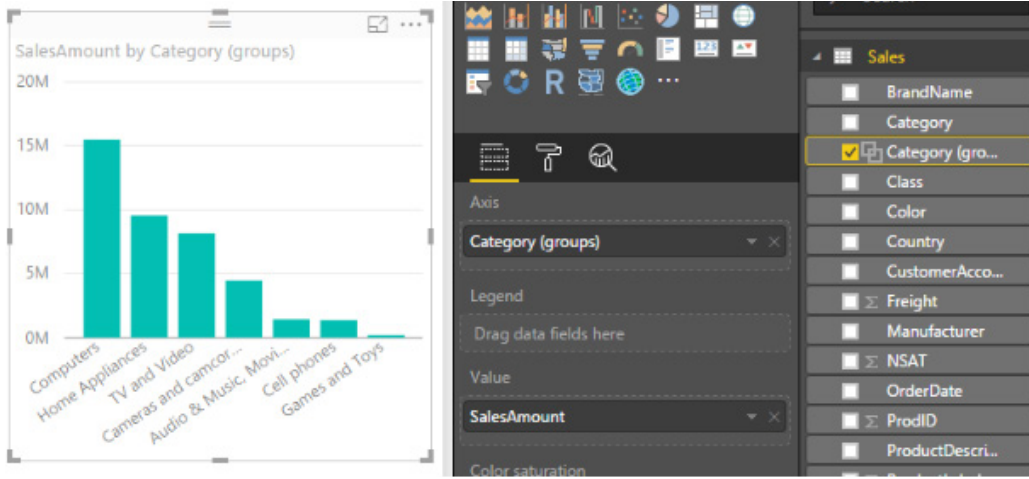 SalesAmount by Category (groups)
20M
15M
10M
5M
0M
Computers
Home Appliances
TV and Video
Cameras and camcor...
Audio & Music, Movi...
Cell phones
Games and Toys
R
123
Axis
Category (groups)
Legend
Drag data fields here
Value
SalesAmount
Color saturation
Sales
BrandName
Category
Category (gro...
Class
Color
Country
CustomerAcco...
Σ Freight
Manufacturer
Σ NSAT
OrderDate
Σ ProdID
ProductDescri...